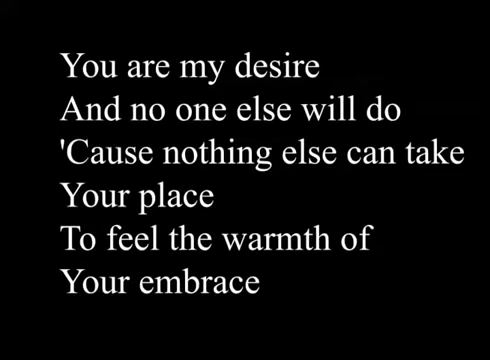 You are my desire
And no one else will do
'Cause nothing else can take
Your place
To feel the warmth of
Your embrace